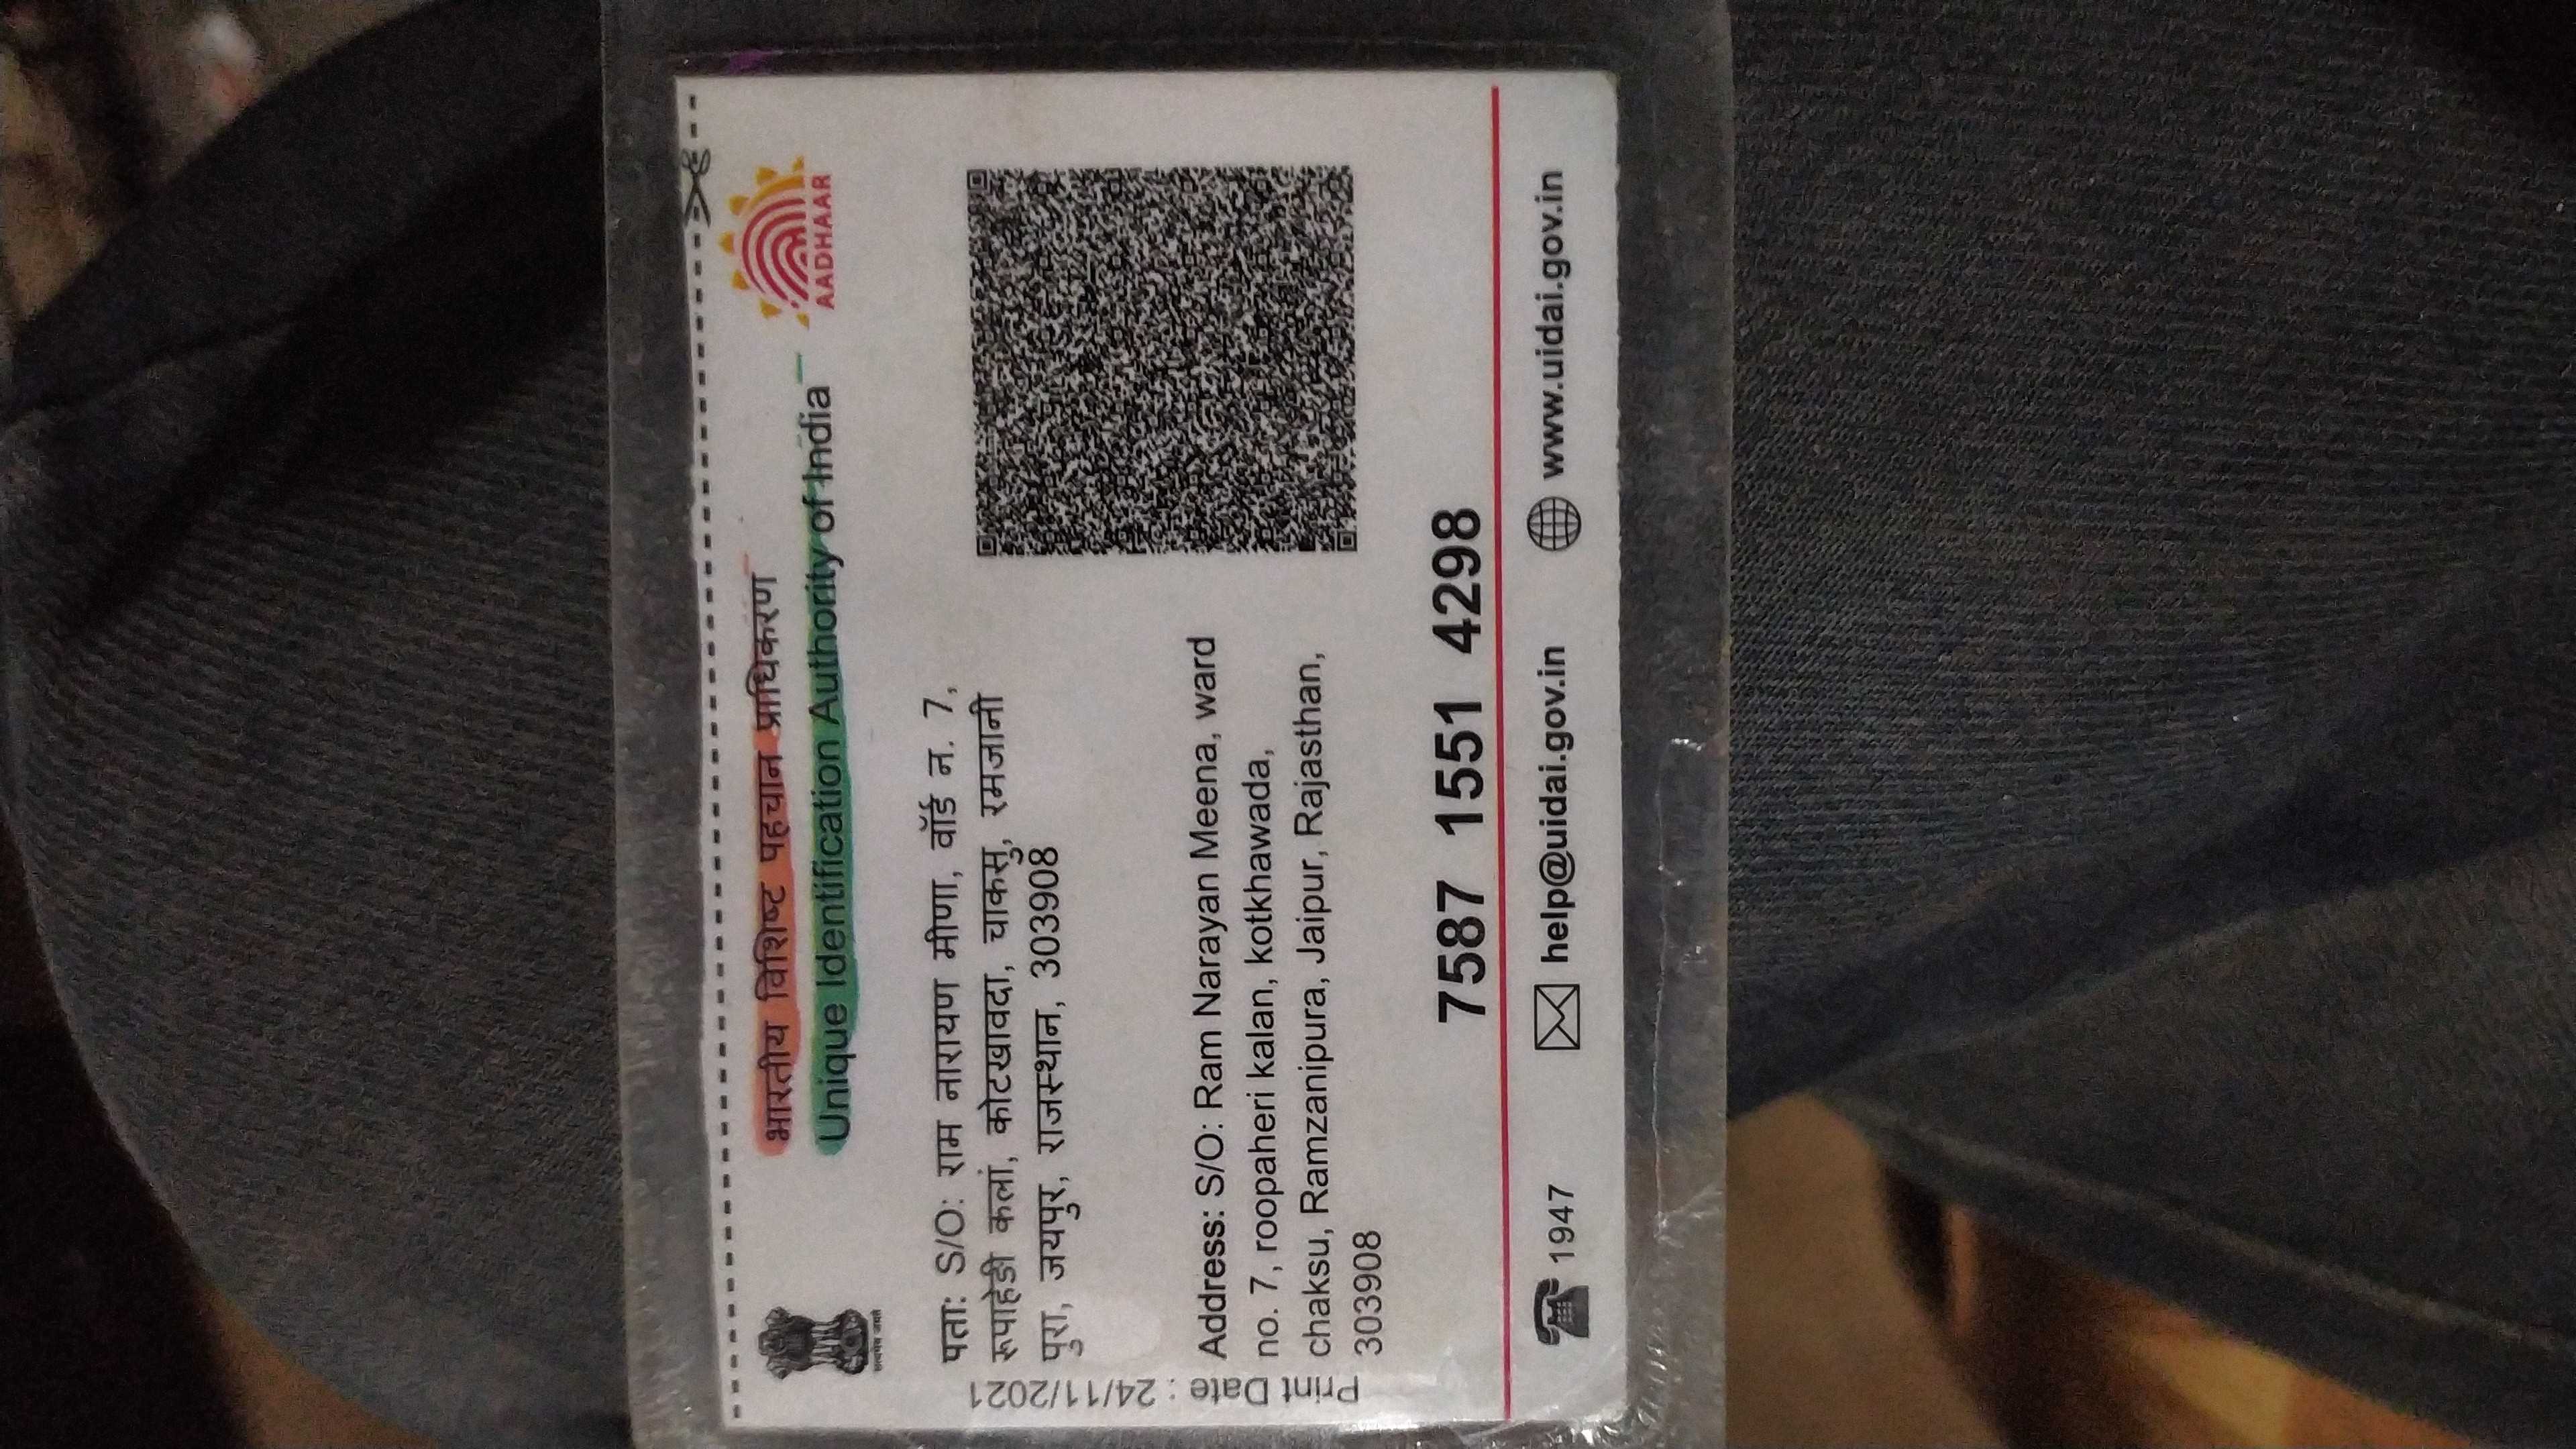 भारतीय विशिष्ट पहचान प्राधिकरण
Unique Identification Authority of India
AADHAAR
सत्यमेव जयते
पता: S/O: राम नारायण मीणा, वॉर्ड न. 7,
रूपाहेडी कलां, कोटखावदा, चाकसु, रमजानी
पुरा, जयपुर, राजस्थान, 303908
Address: S/O: Ram Narayan Meena, ward
no. 7, roopaheri kalan, kotkhawada,
chaksu, Ramzanipura, Jaipur, Rajasthan,
303908
Print Date : 24/11/2021
7587 1551 4298
1947
help@uidai.gov.in
www.uidai.gov.in